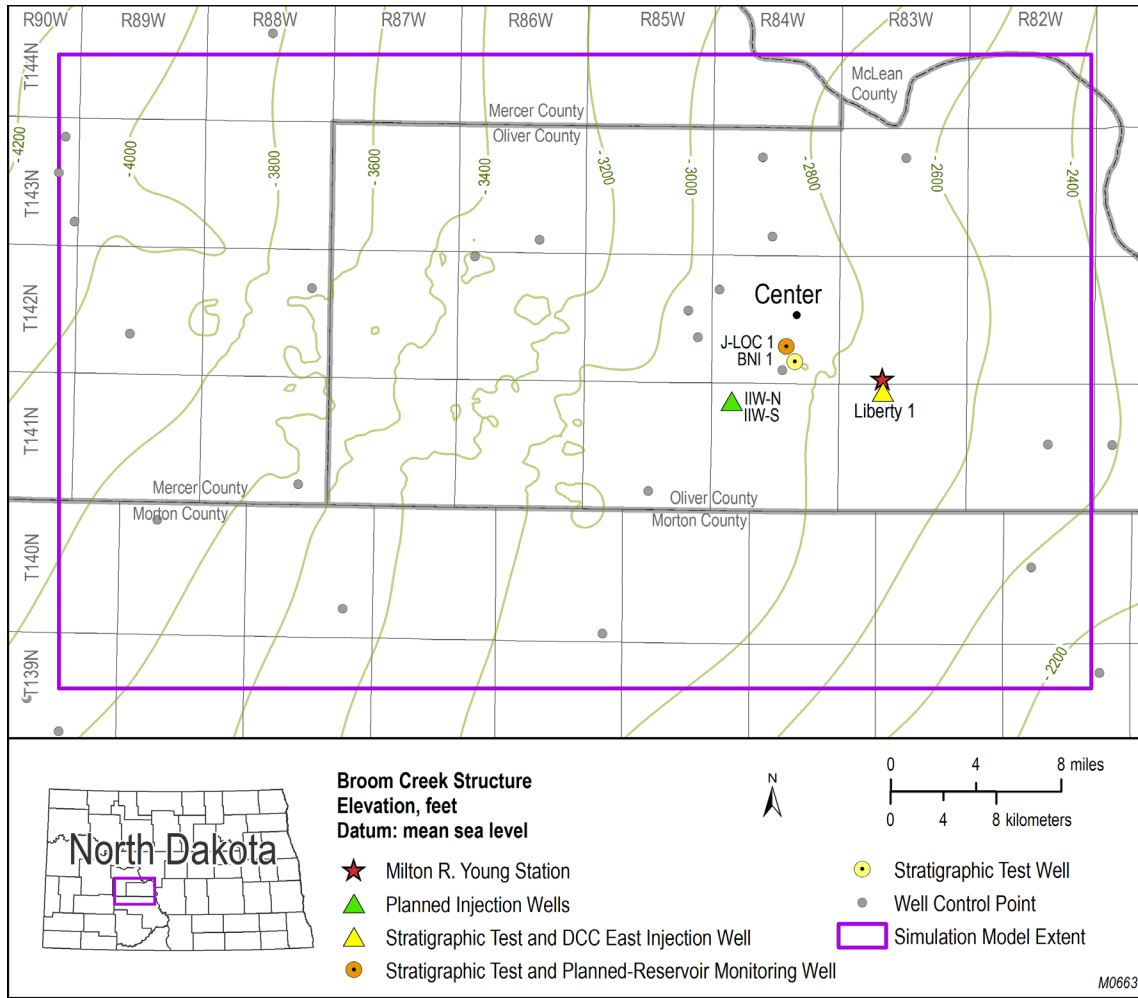 R90W R89W R88W R87W R86W R85W R84W R83W R82W
T144N
McLean
County
Mercer County
Oliver County
- 4200
- 4000
- 3800
- 3600
- 3400
- 3200
- 3000
- 2800
- 2600
- 2400
T143N
T142N
Center
J-LOC 1
BNI 1
IIW-N
IIW-S
Liberty 1
T141N
Mercer County
Morton County
Oliver County
Morton County
T140N
T139N
- 2200
North Dakota
Broom Creek Structure
Elevation, feet
Datum: mean sea level
Milton R. Young Station
Planned Injection Wells
Stratigraphic Test and DCC East Injection Well
Stratigraphic Test and Planned-Reservoir Monitoring Well
N
0 4 8 miles
0 4 8 kilometers
Stratigraphic Test Well
Well Control Point
Simulation Model Extent
M0663